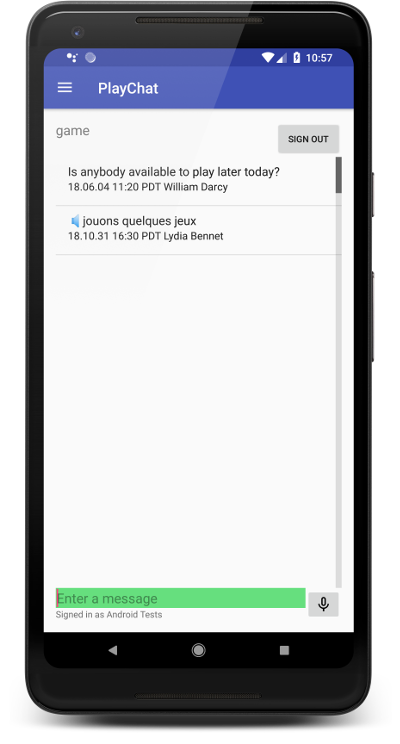 10:57
PlayChat
game
SIGN OUT
Is anybody available to play later today?
18.06.04 11:20 PDT William Darcy
jouons quelques jeux
18.10.31 16:30 PDT Lydia Bennet
Enter a message
Signed in as Android Tests